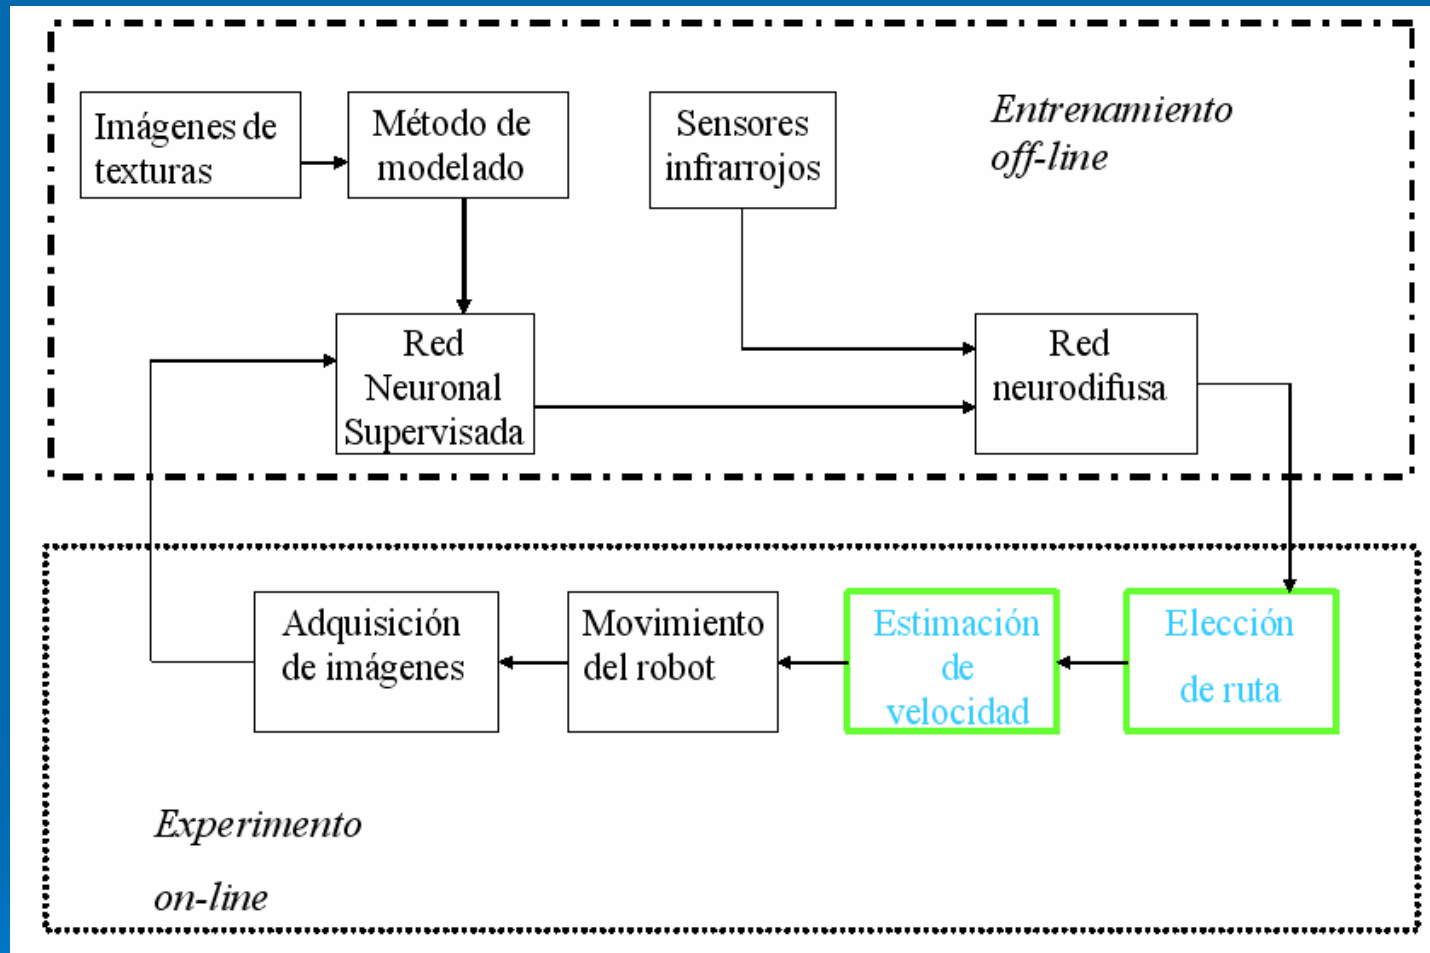 Imágenes de
texturas
Método de
modelado
Sensores
infrarrojos
Entrenamiento
off-line
Red
Neuronal
Supervisada
Red
neurodifusa
Adquisición
de imágenes
Movimiento
del robot
Estimación
de
velocidad
Elección
de ruta
Experimento
on-line